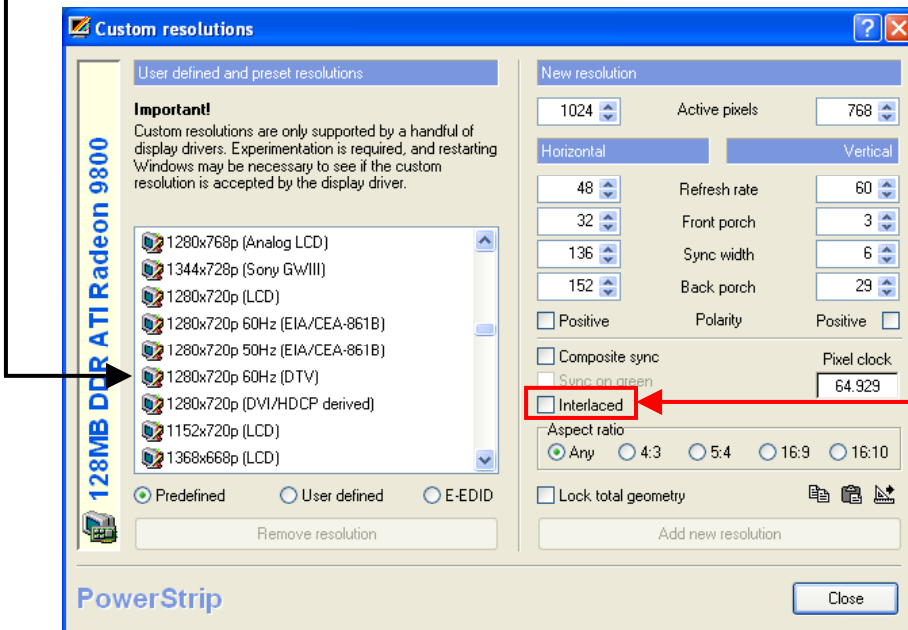 Custom resolutions
128MB DDR ATI Radeon 9800
User defined and preset resolutions
Important!
Custom resolutions are only supported by a handful of
display drivers. Experimentation is required, and restarting
Windows may be necessary to see if the custom
resolution is accepted by the display driver.
1280x768p (Analog LCD)
1344x728p (Sony GWIII)
1280x720p (LCD)
1280x720p 60Hz (EIA/CEA-861B)
1280x720p 50Hz (EIA/CEA-861B)
1280x720p 60Hz (DTV)
1280x720p (DVI/HDCP derived)
1152x720p (LCD)
1368x668p (LCD)
Predefined User defined E-EDID
Remove resolution
New resolution
1024 Active pixels 768
Horizontal Vertical
48 Refresh rate 60
32 Front porch 3
136 Sync width 6
152 Back porch 29
Positive Polarity Positive
Composite sync Pixel clock
Sync on green 64.929
Interlaced
Aspect ratio
Any 4:3 5:4 16:9 16:10
Lock total geometry
Add new resolution
PowerStrip
Close